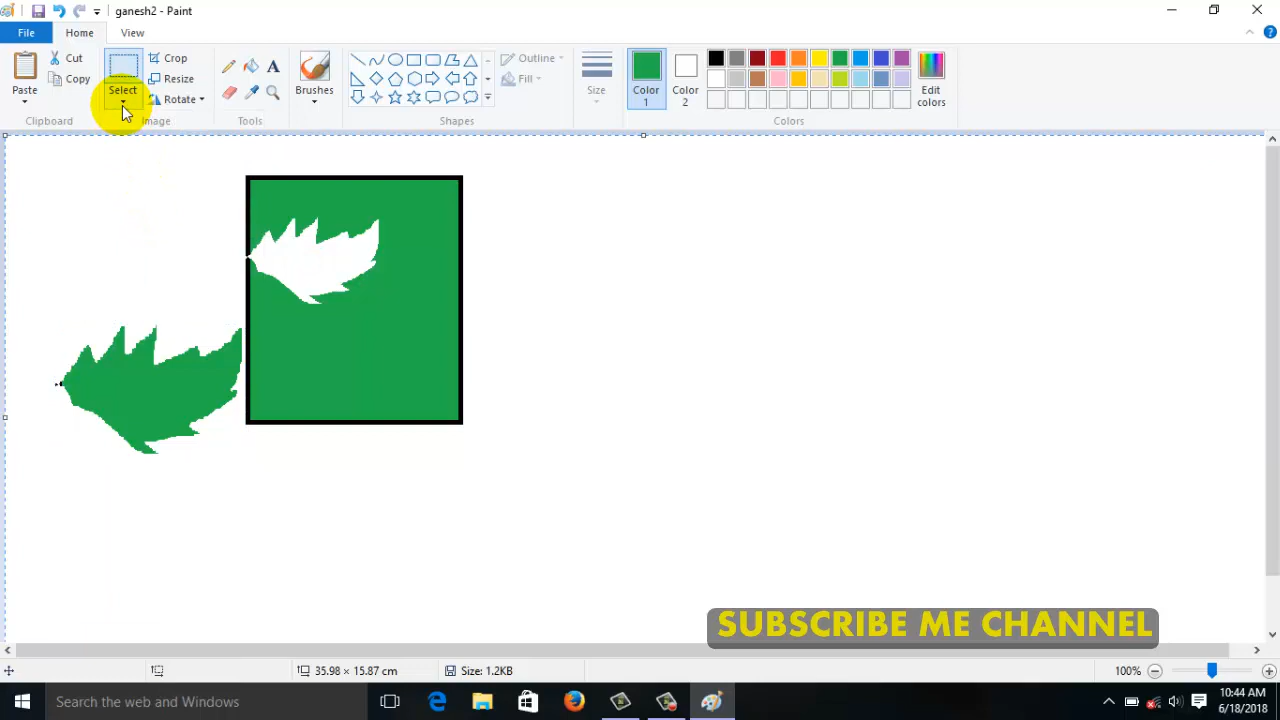 ganesh2 - Paint
File
Home
View
Paste
Cut
Copy
Clipboard
Select
Crop
Resize
Rotate
Image
A
Tools
Brushes
Shapes
Outline
Fill
Size
Color 1
Color 2
Edit colors
Colors
SUBSCRIBE ME CHANNEL
35.98 × 15.87 cm
Size: 1.2KB
100%
Search the web and Windows
10:44 AM
6/18/2018